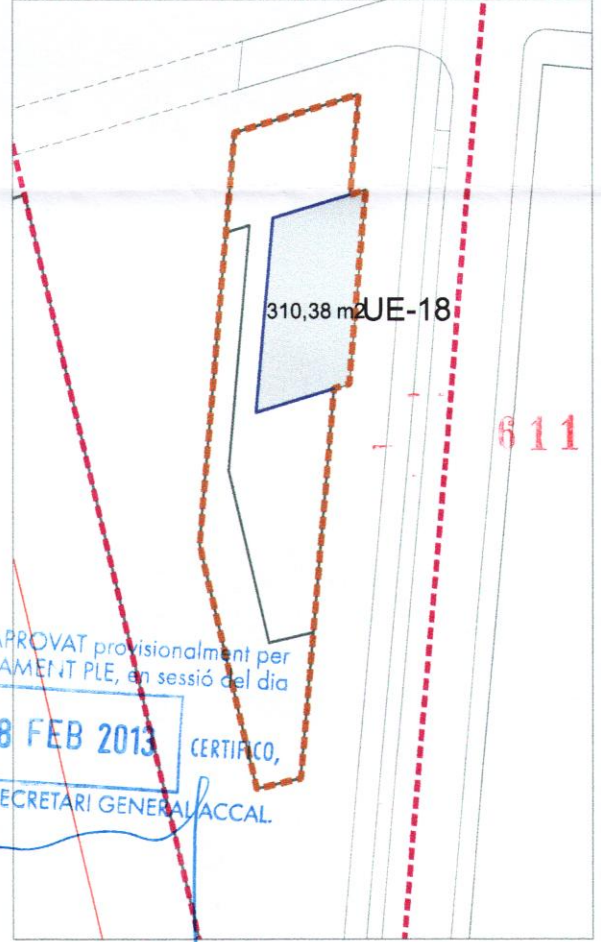 310,38 m2 UE-18
611
APROVAT provisionalment per
AMENT PLE, en sessió del dia
8 FEB 2013
CERTIFICO,
ECRETARI GENERAL ACCAL.